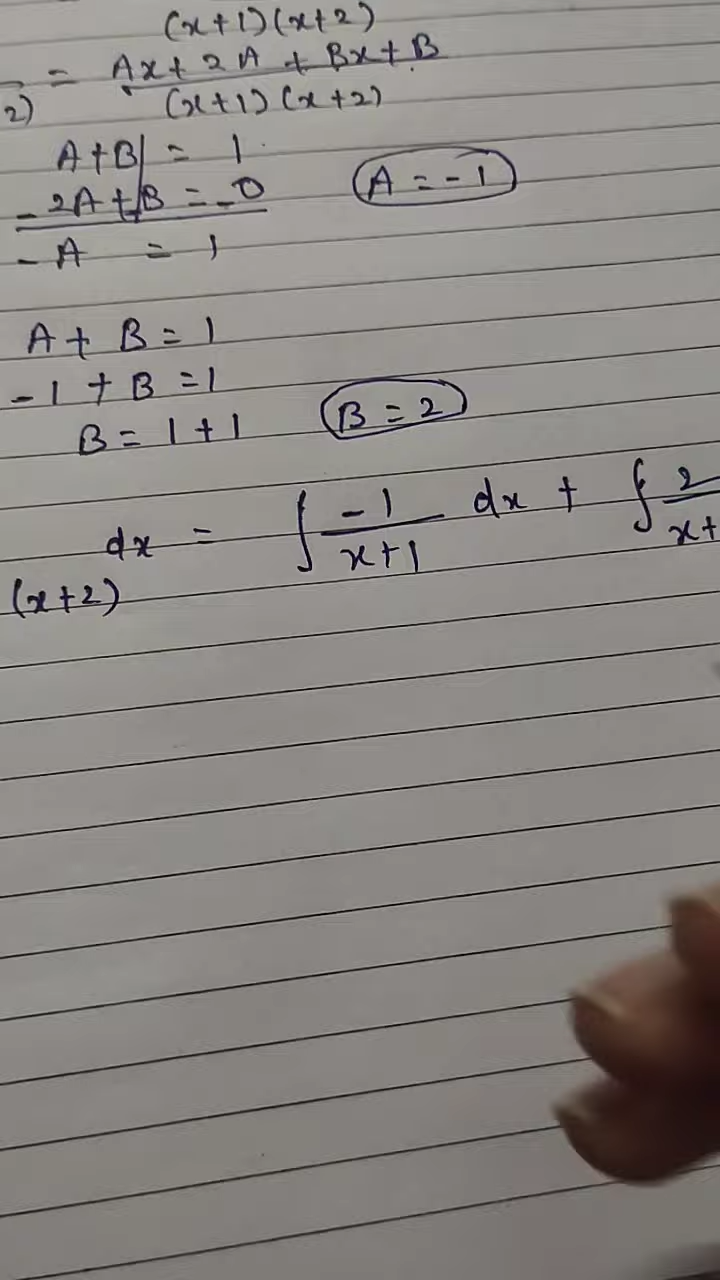 (x+1)(x+2)
= Ax + 2A + Bx + B
2) (x+1)(x+2)
A + B = 1
- 2A + B = - 0
- A = 1
A = -1
A + B = 1
-1 + B = 1
B = 1 + 1
B = 2
dx = ∫ -1 dx + ∫ 2
(x+2) x+1 x+